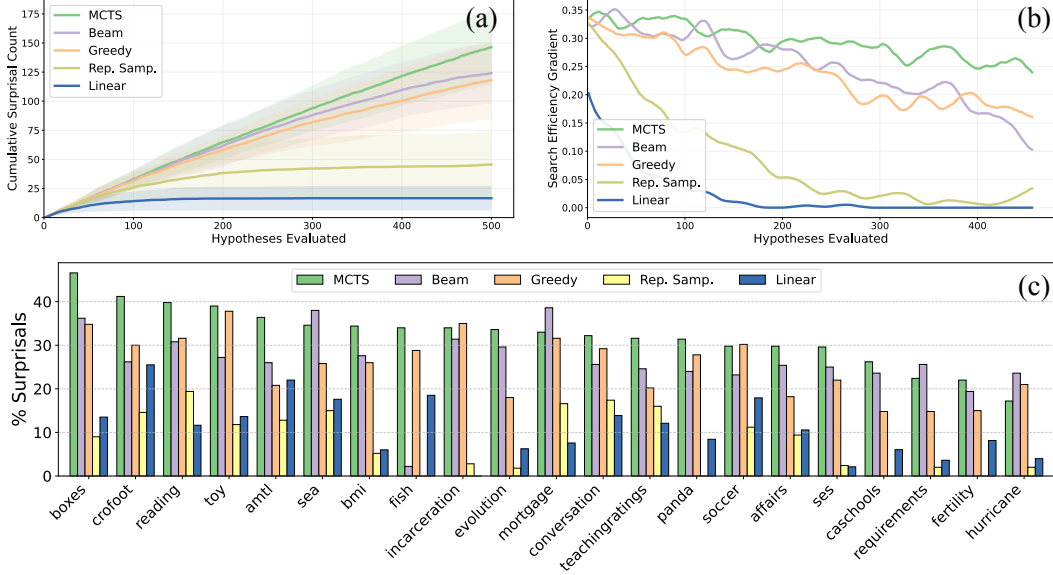 (a)
Cumulative Surprisal Count
175
150
125
100
75
50
25
0
MCTS
Beam
Greedy
Rep. Samp.
Linear
0
100
200
300
400
500
Hypotheses Evaluated
(b)
Search Efficiency Gradient
0.35
0.30
0.25
0.20
0.15
0.10
0.05
0.00
MCTS
Beam
Greedy
Rep. Samp.
Linear
0
100
200
300
400
Hypotheses Evaluated
(c)
MCTS
Beam
Greedy
Rep. Samp.
Linear
% Surprisals
40
30
20
10
0
boxes
crofoot
reading
toy
amtl
sea
bmi
fish
incarceration
evolution
mortgage
conversation
teachingratings
panda
soccer
affairs
ses
caschools
requirements
fertility
hurricane